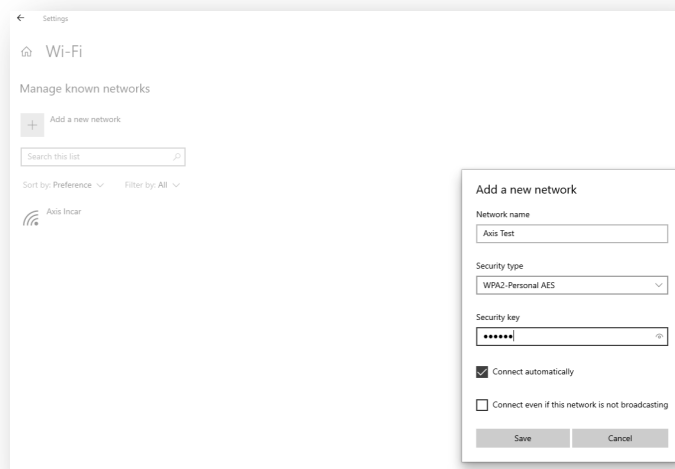 Settings
Wi-Fi
Manage known networks
Add a new network
Search this list
Sort by: Preference Filter by: All
Axis Incar
Add a new network
Network name
Axis Test
Security type
WPA2-Personal AES
Security key
••••••
Connect automatically
Connect even if this network is not broadcasting
Save Cancel